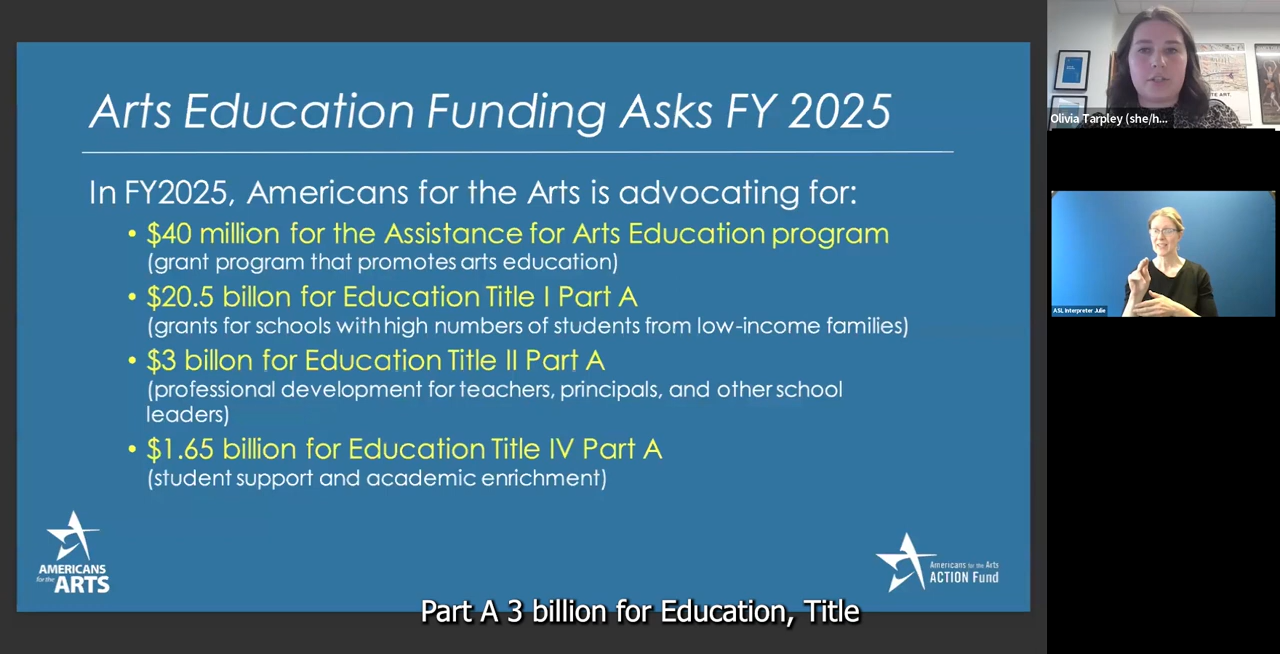 Arts Education Funding Asks FY 2025
In FY2025, Americans for the Arts is advocating for:
• $40 million for the Assistance for Arts Education program
(grant program that promotes arts education)
• $20.5 billon for Education Title I Part A
(grants for schools with high numbers of students from low-income families)
• $3 billon for Education Title II Part A
(professional development for teachers, principals, and other school
leaders)
• $1.65 billion for Education Title IV Part A
(student support and academic enrichment)
AMERICANS
for the ARTS
Americans for the Arts
ACTION Fund
Part A 3 billion for Education, Title
Olivia Tarpley (she/h...
ASL Interpreter Julie